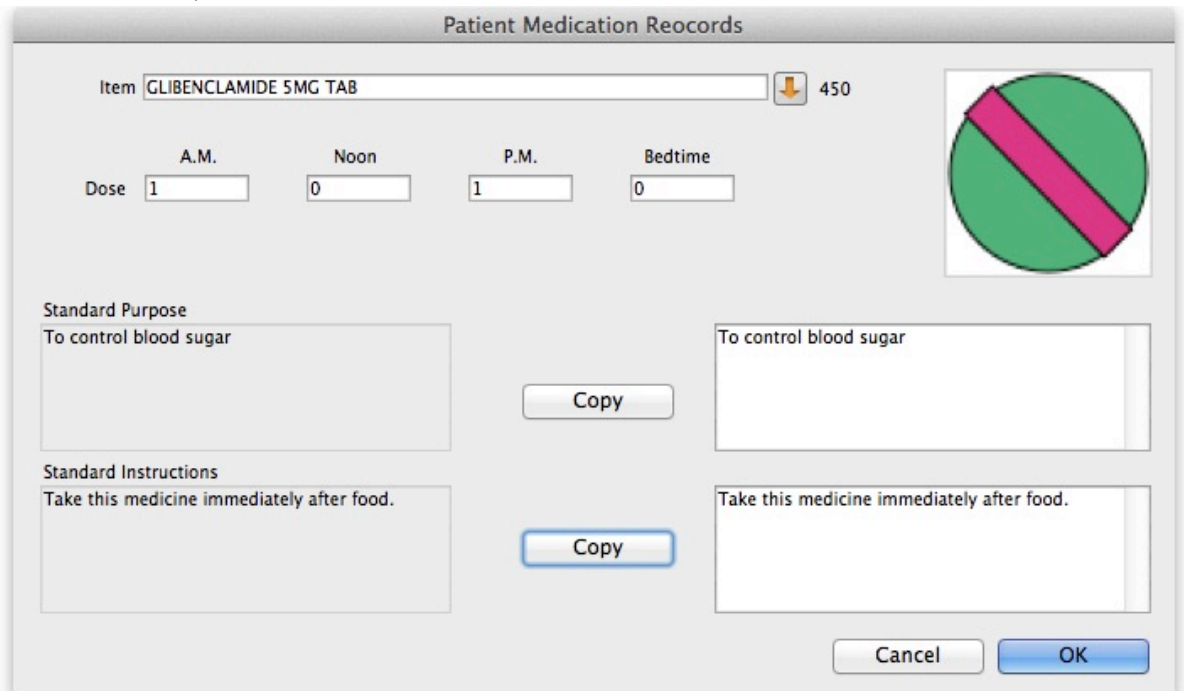 Patient Medication Reocords
Item GLIBENCLAMIDE 5MG TAB 450
A.M. Noon P.M. Bedtime
Dose 1 0 1 0
Standard Purpose
To control blood sugar To control blood sugar
Copy
Standard Instructions
Take this medicine immediately after food. Take this medicine immediately after food.
Copy
Cancel OK